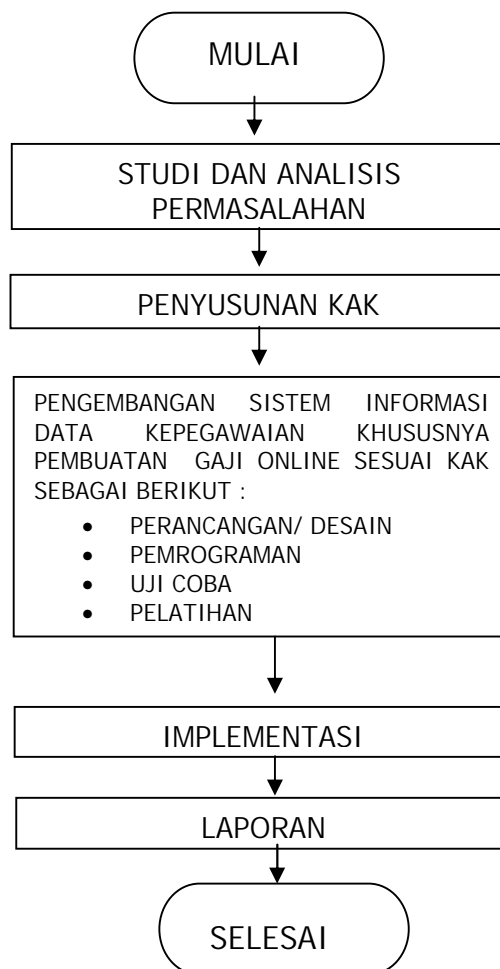 MULAI
STUDI DAN ANALISIS
PERMASALAHAN
PENYUSUNAN KAK
PENGEMBANGAN SISTEM INFORMASI
DATA KEPEGAWAIAN KHUSUSNYA
PEMBUATAN GAJI ONLINE SESUAI KAK
SEBAGAI BERIKUT :
• PERANCANGAN/ DESAIN
• PEMROGRAMAN
• UJI COBA
• PELATIHAN
IMPLEMENTASI
LAPORAN
SELESAI